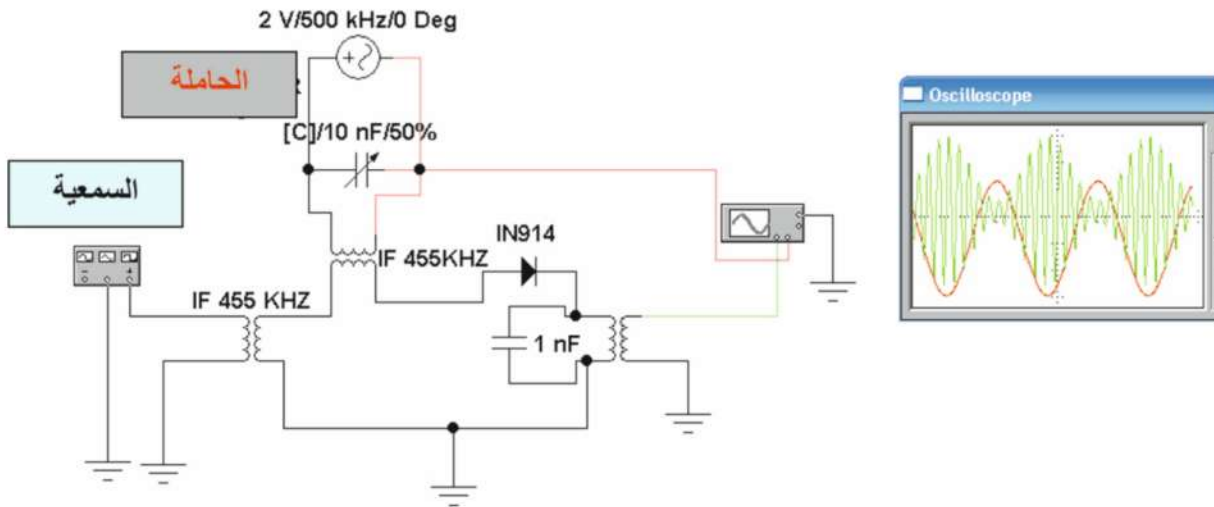 2 V/500 kHz/0 Deg
الحاملة
[C]/10 nF/50%
السمعية
IN914
IF 455KHZ
IF 455 KHZ
1 nF
Oscilloscope